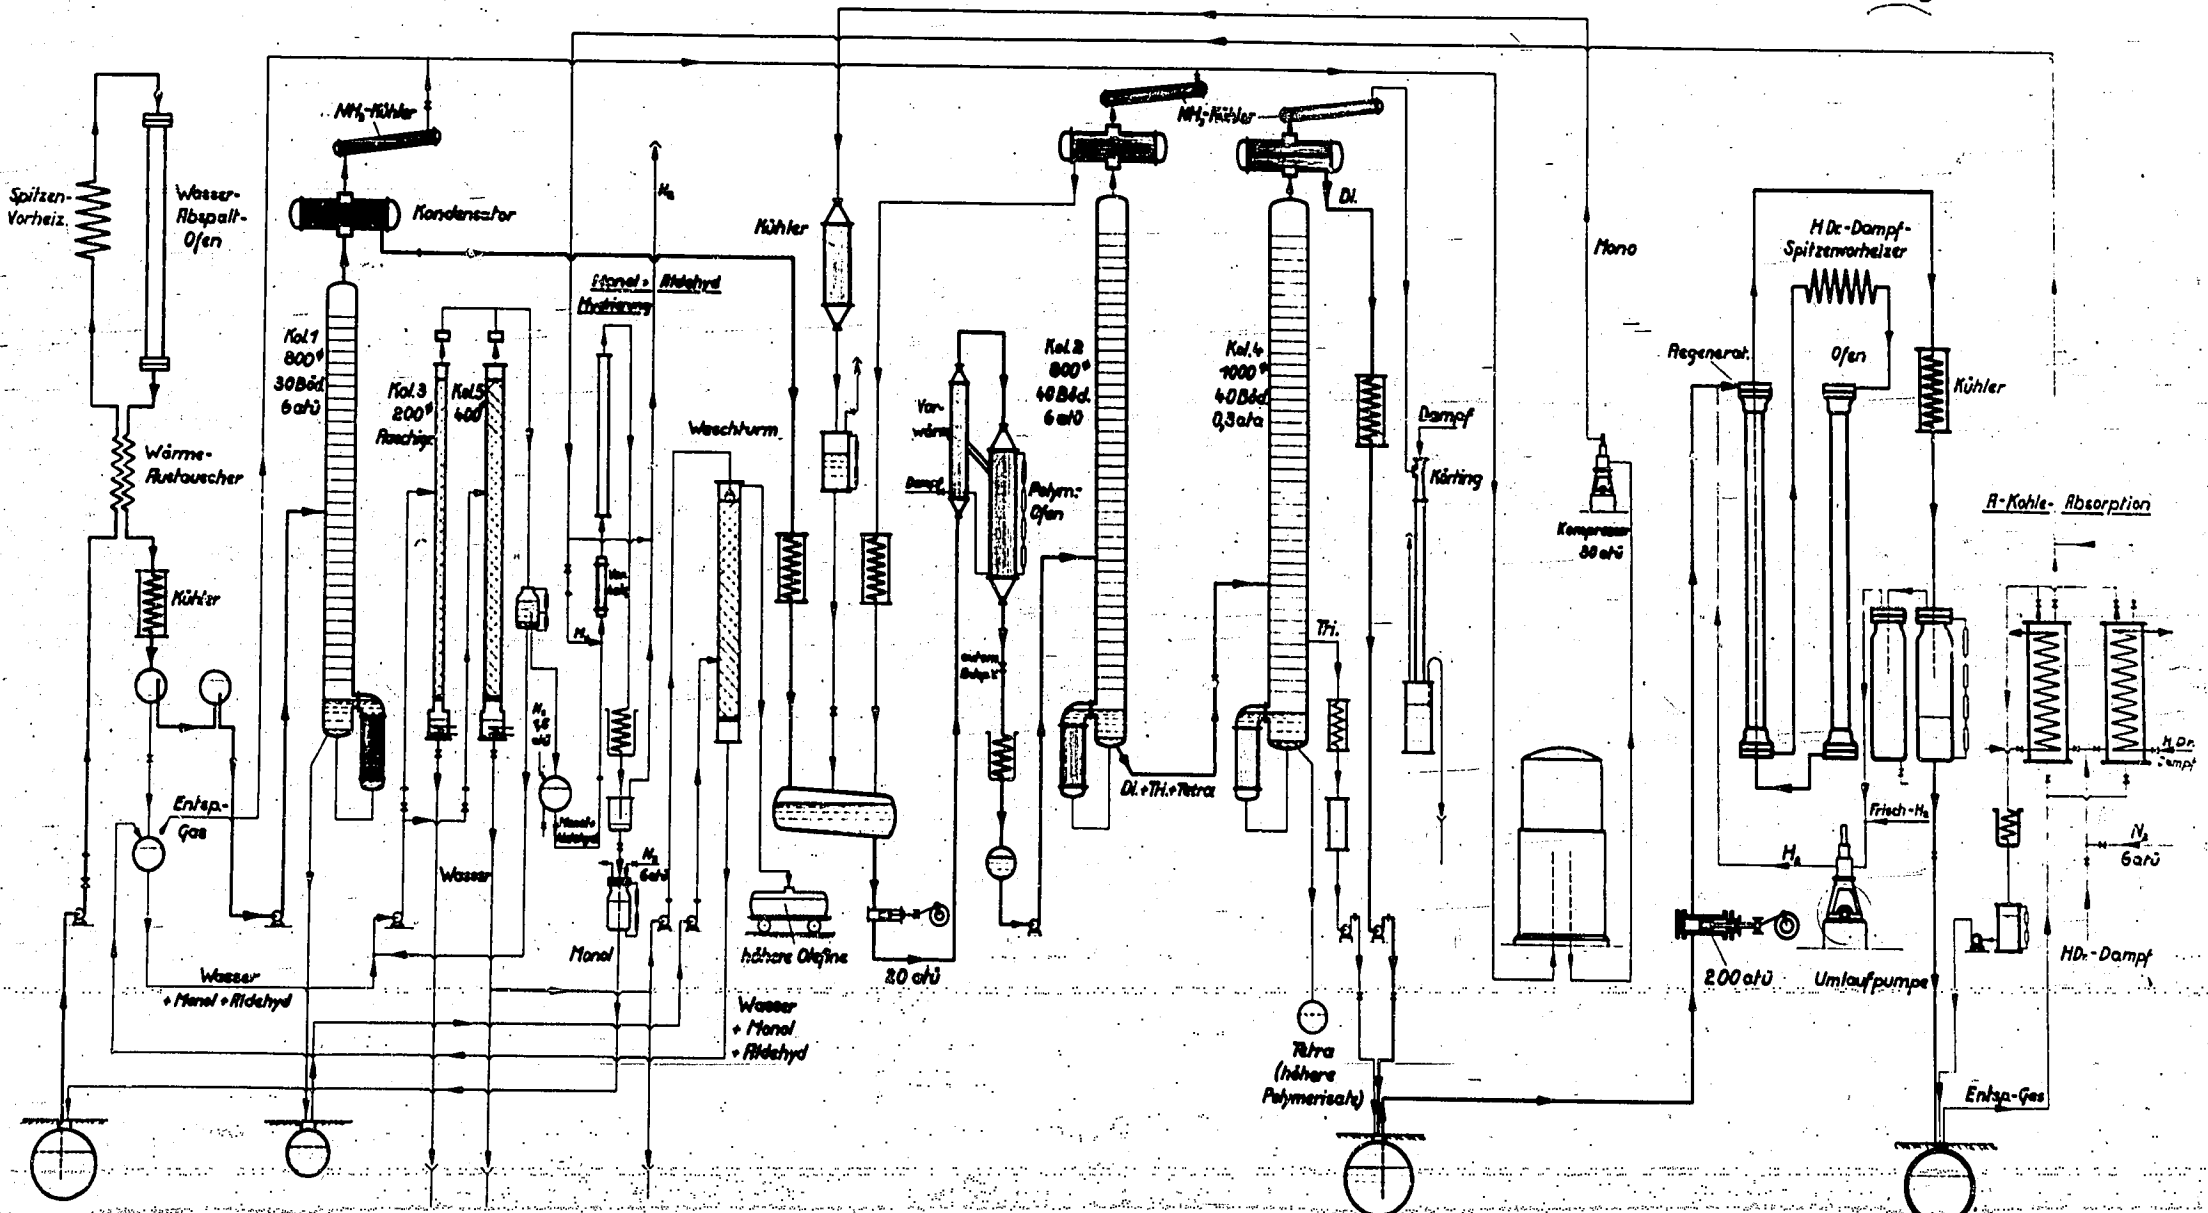 NH₃-Kühler
Spitzen-
Vorheiz.
Wasser-
Abspalt-
Ofen
Kondensator
Wärme-
Austauscher
Kühler
Entsp.-
Gas
Wasser
+ Monol + Aldehyd
Kol.1
800 ⌀
30 Böd.
6 atü
Kol.3
200 ⌀
Kol.5
400
Wasser
H₂
Monol + Aldehyd
Hydrierung
H₂
Monol
N₂
6 atü
Waschturm
höhere Olefine
Wasser
+ Monol
+ Aldehyd
Kühler
Dampf
Polym.-
Ofen
20 atü
NH₃-Kühler
Kol.2
800 ⌀
40 Böd.
6 atü
Di.+Tri.+Tetra
Kol.4
1000 ⌀
40 Böd.
0,3 ata
Di.
Tri.
Tetra
(höhere
Polymerisate)
Dampf
Körting
Mono
Kompressor
80 atü
H Dr.-Dampf-
Spitzenvorheizer
Regenerat.
Ofen
Kühler
Frisch-H₂
H₂
200 atü
Umlaufpumpe
A-Kohle-Absorption
H.Dr.
Dampf
N₂
6 atü
HDr.-Dampf
Entsp.-Gas